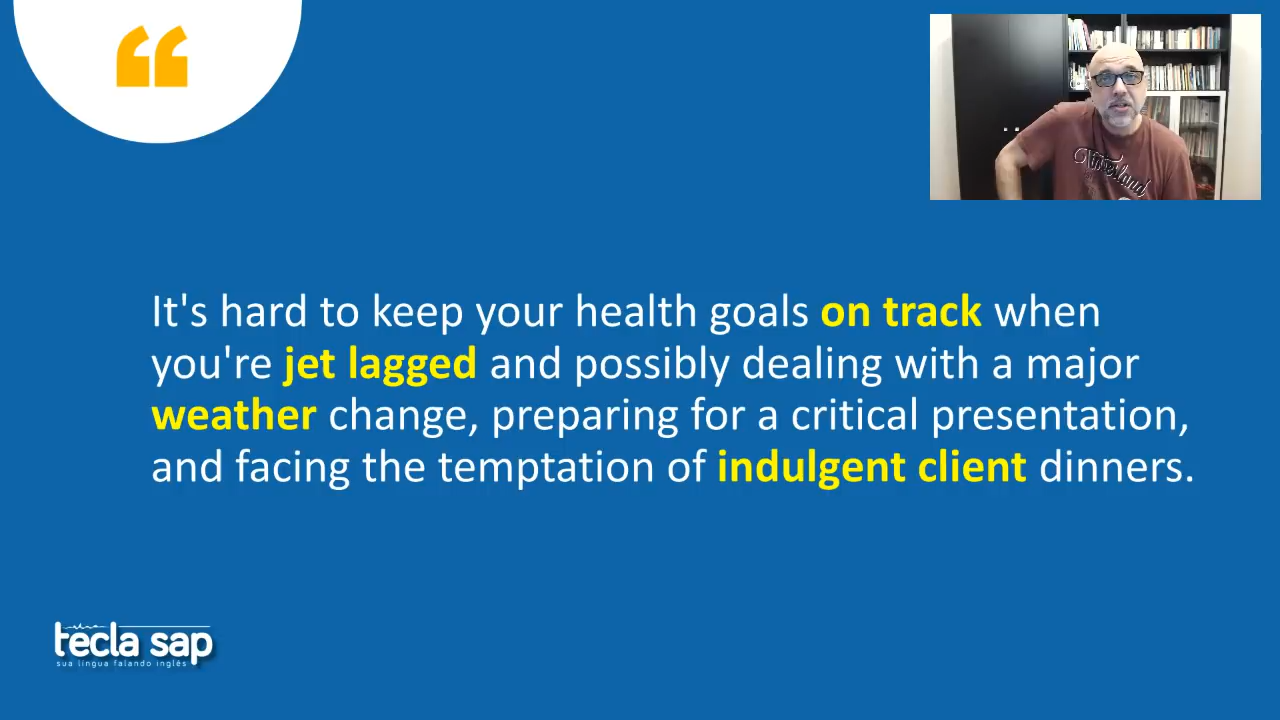 “
It's hard to keep your health goals on track when
you're jet lagged and possibly dealing with a major
weather change, preparing for a critical presentation,
and facing the temptation of indulgent client dinners.
tecla sap
sua língua falando inglês